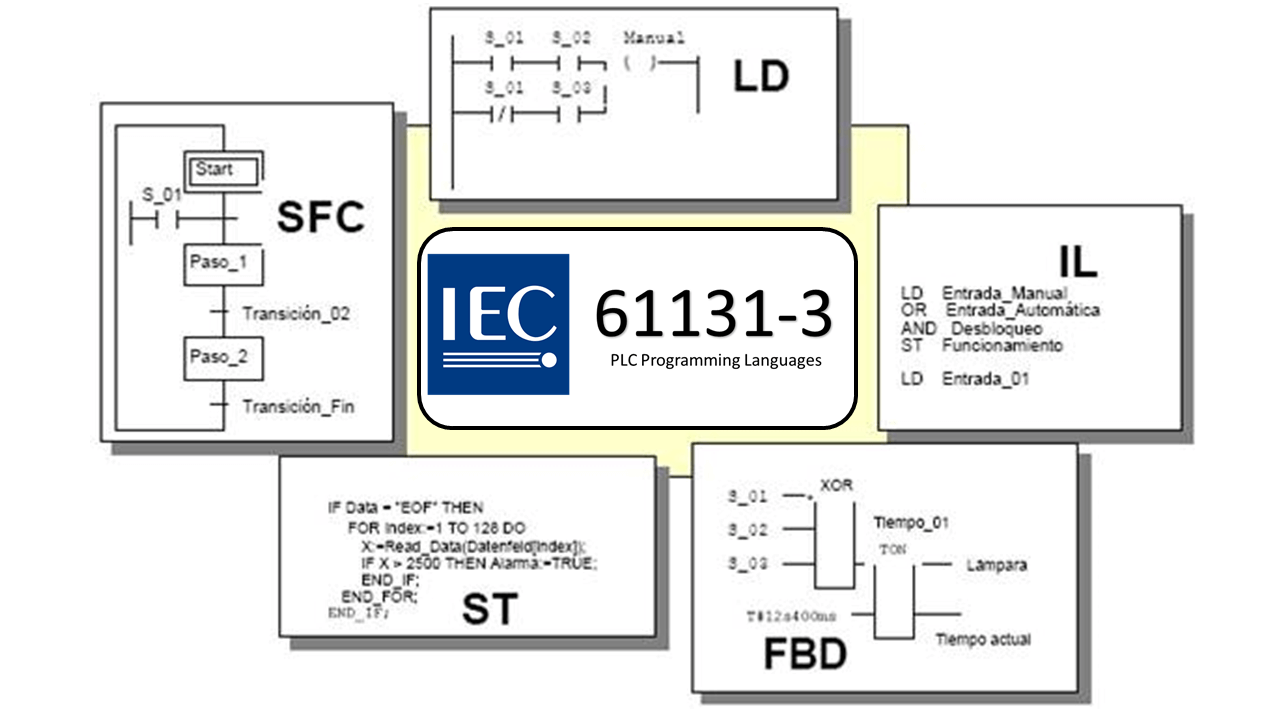 S_01 S_02 Manual
( )
LD
S_01 S_03
Start
S_01
SFC
Paso_1
Transición_02
Paso_2
Transición_Fin
IEC
61131-3
PLC Programming Languages
IL
LD Entrada_Manual
OR Entrada_Automática
AND Desbloqueo
ST Funcionamiento
LD Entrada_01
IF Data = "EOF" THEN
FOR Index:=1 TO 128 DO
X:=Read_Data(Datenfeld[Index]);
IF X > 2500 THEN Alarma:=TRUE;
END_IF;
END_FOR;
END_IF;
ST
XOR
S_01
S_02
S_03
Tiempo_01
TON
Lámpara
T#12s400ms
Tiempo actual
FBD